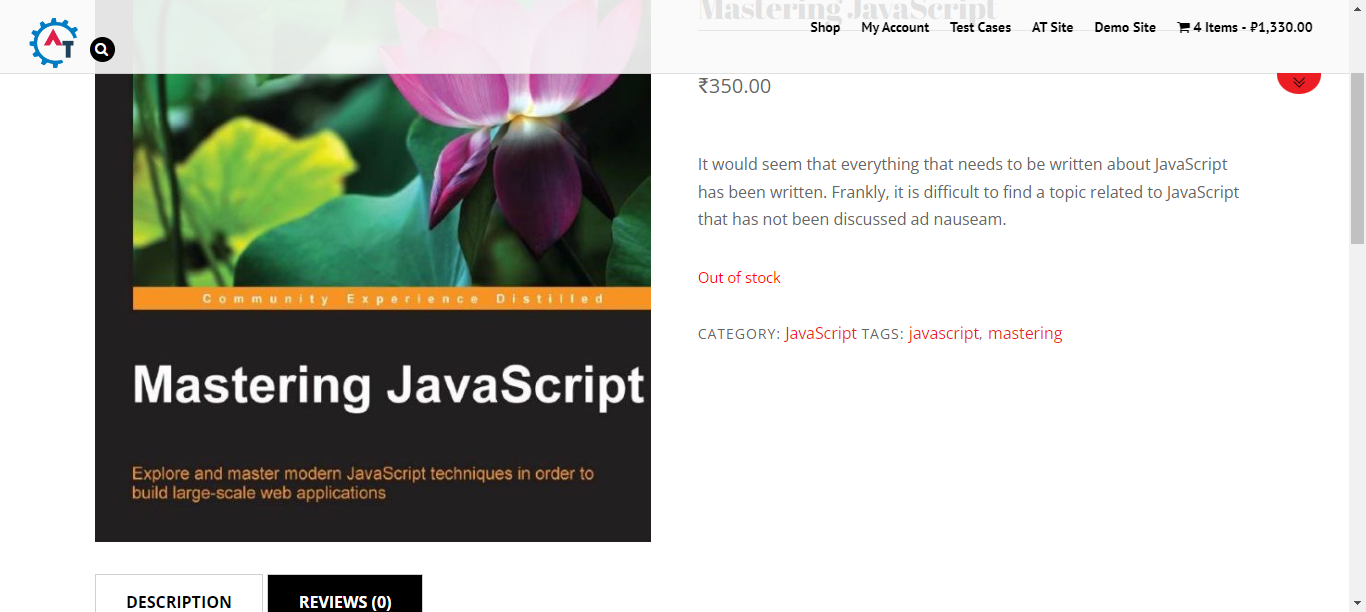 Mastering JavaScript
AT
Shop My Account Test Cases AT Site Demo Site 4 Items - ₽1,330.00
₹350.00
It would seem that everything that needs to be written about JavaScript
has been written. Frankly, it is difficult to find a topic related to JavaScript
that has not been discussed ad nauseam.
Out of stock
CATEGORY: JavaScript TAGS: javascript, mastering
Community Experience Distilled
Mastering JavaScript
Explore and master modern JavaScript techniques in order to
build large-scale web applications
DESCRIPTION REVIEWS (0)